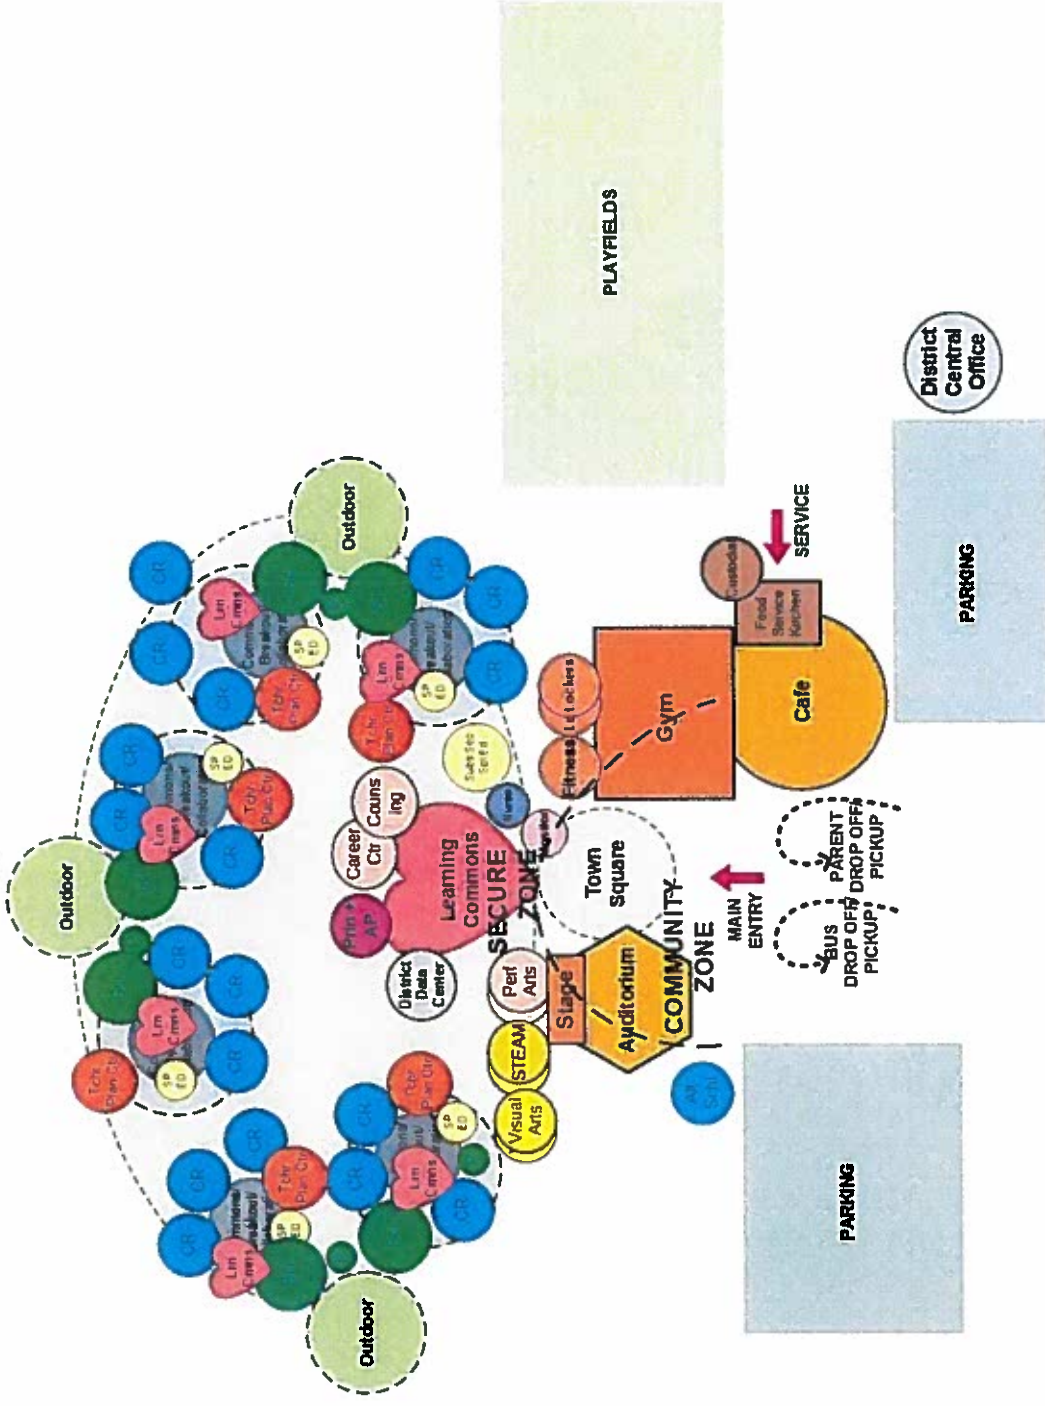 Outdoor
Outdoor
Outdoor
Tchr
Plan Ctr
SP
ED
Lrn
Cmns
CR
CR
CR
CR
CR
Lrn
Cmns
SP
ED
Tchr
Plan Ctr
CR
CR
CR
Lrn
Cmns
SP
ED
Tchr
Plan Ctr
CR
CR
CR
Lrn
Cmns
SP
ED
Tchr
Plan Ctr
CR
CR
CR
Lrn
Cmns
SP
ED
Tchr
Plan Ctr
CR
CR
CR
Lrn
Cmns
SP
ED
Tchr
Plan Ctr
CR
CR
CR
Prin +
AP
Career
Ctr
Couns
ing
District
Data
Center
Learning
Commons
SECURE
ZONE
Visual
Arts
STEAM
Perf
Arts
Stage
Auditorium
Town
Square
Fitness
Lockers
Gym
PLAYFIELDS
COMMUNITY
ZONE
Cafe
Food
Service
Kitchen
Custodial
SERVICE
MAIN
ENTRY
BUS
DROP OFF/
PICKUP
PARENT
DROP OFF/
PICKUP
PARKING
PARKING
District
Central
Office